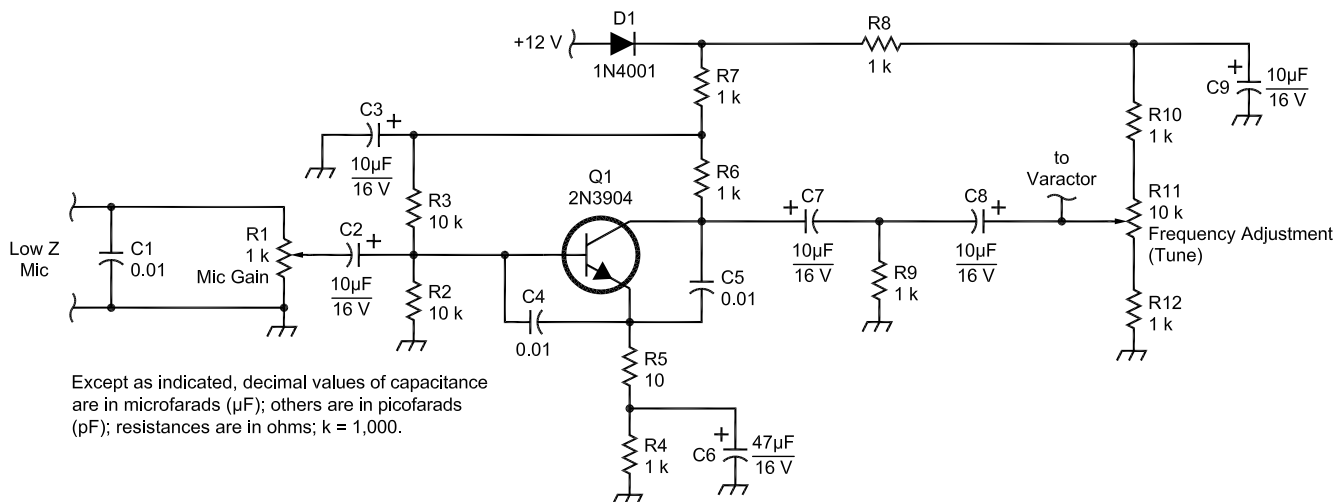 D1
+12 V
1N4001
R8
1 k
R7
1 k
C9
+
10µF
16 V
C3
+
10µF
16 V
R10
1 k
R6
1 k
to
Varactor
Q1
2N3904
R3
10 k
C7
+
10µF
16 V
C8
+
10µF
16 V
R11
10 k
Frequency Adjustment
(Tune)
Low Z
Mic
C1
0.01
R1
1 k
Mic Gain
C2
+
10µF
16 V
R2
10 k
C4
0.01
C5
0.01
R9
1 k
R12
1 k
R5
10
Except as indicated, decimal values of capacitance
are in microfarads (µF); others are in picofarads
(pF); resistances are in ohms; k = 1,000.
R4
1 k
C6
+
47µF
16 V